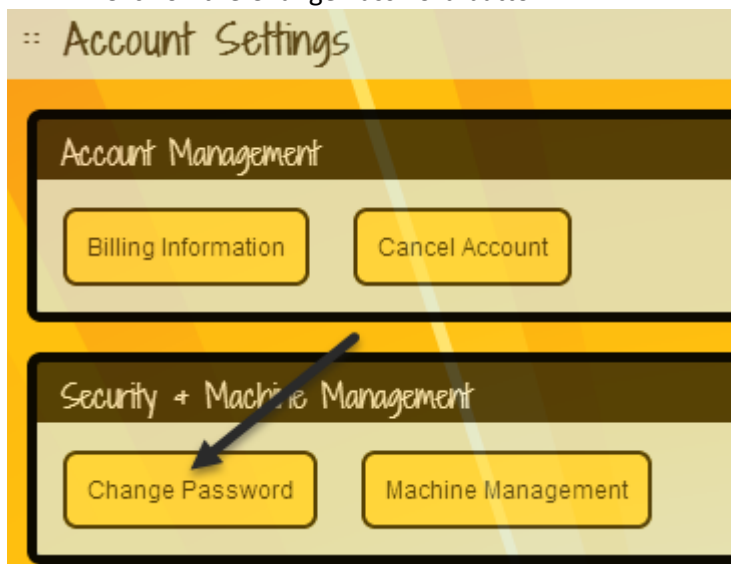 :: Account Settings
Account Management
Billing Information Cancel Account
Security + Machine Management
Change Password Machine Management